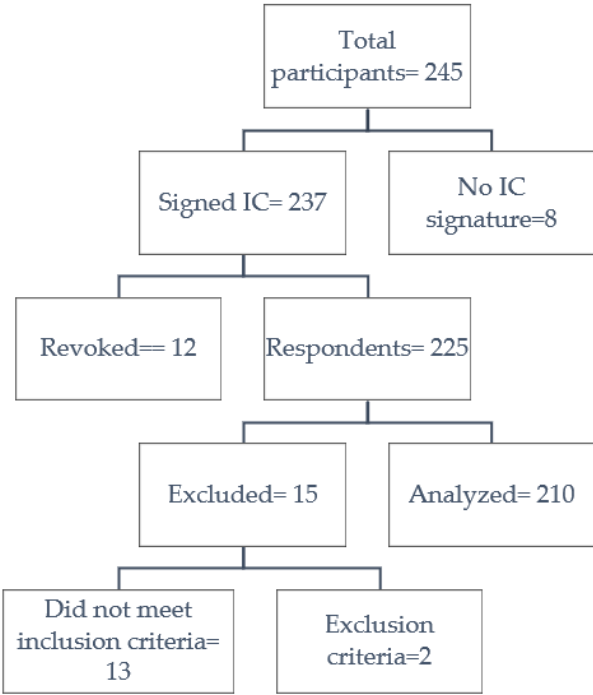 Total
participants= 245
Signed IC= 237
No IC
signature=8
Revoked== 12
Respondents= 225
Excluded= 15
Analyzed= 210
Did not meet
inclusion criteria=
13
Exclusion
criteria=2